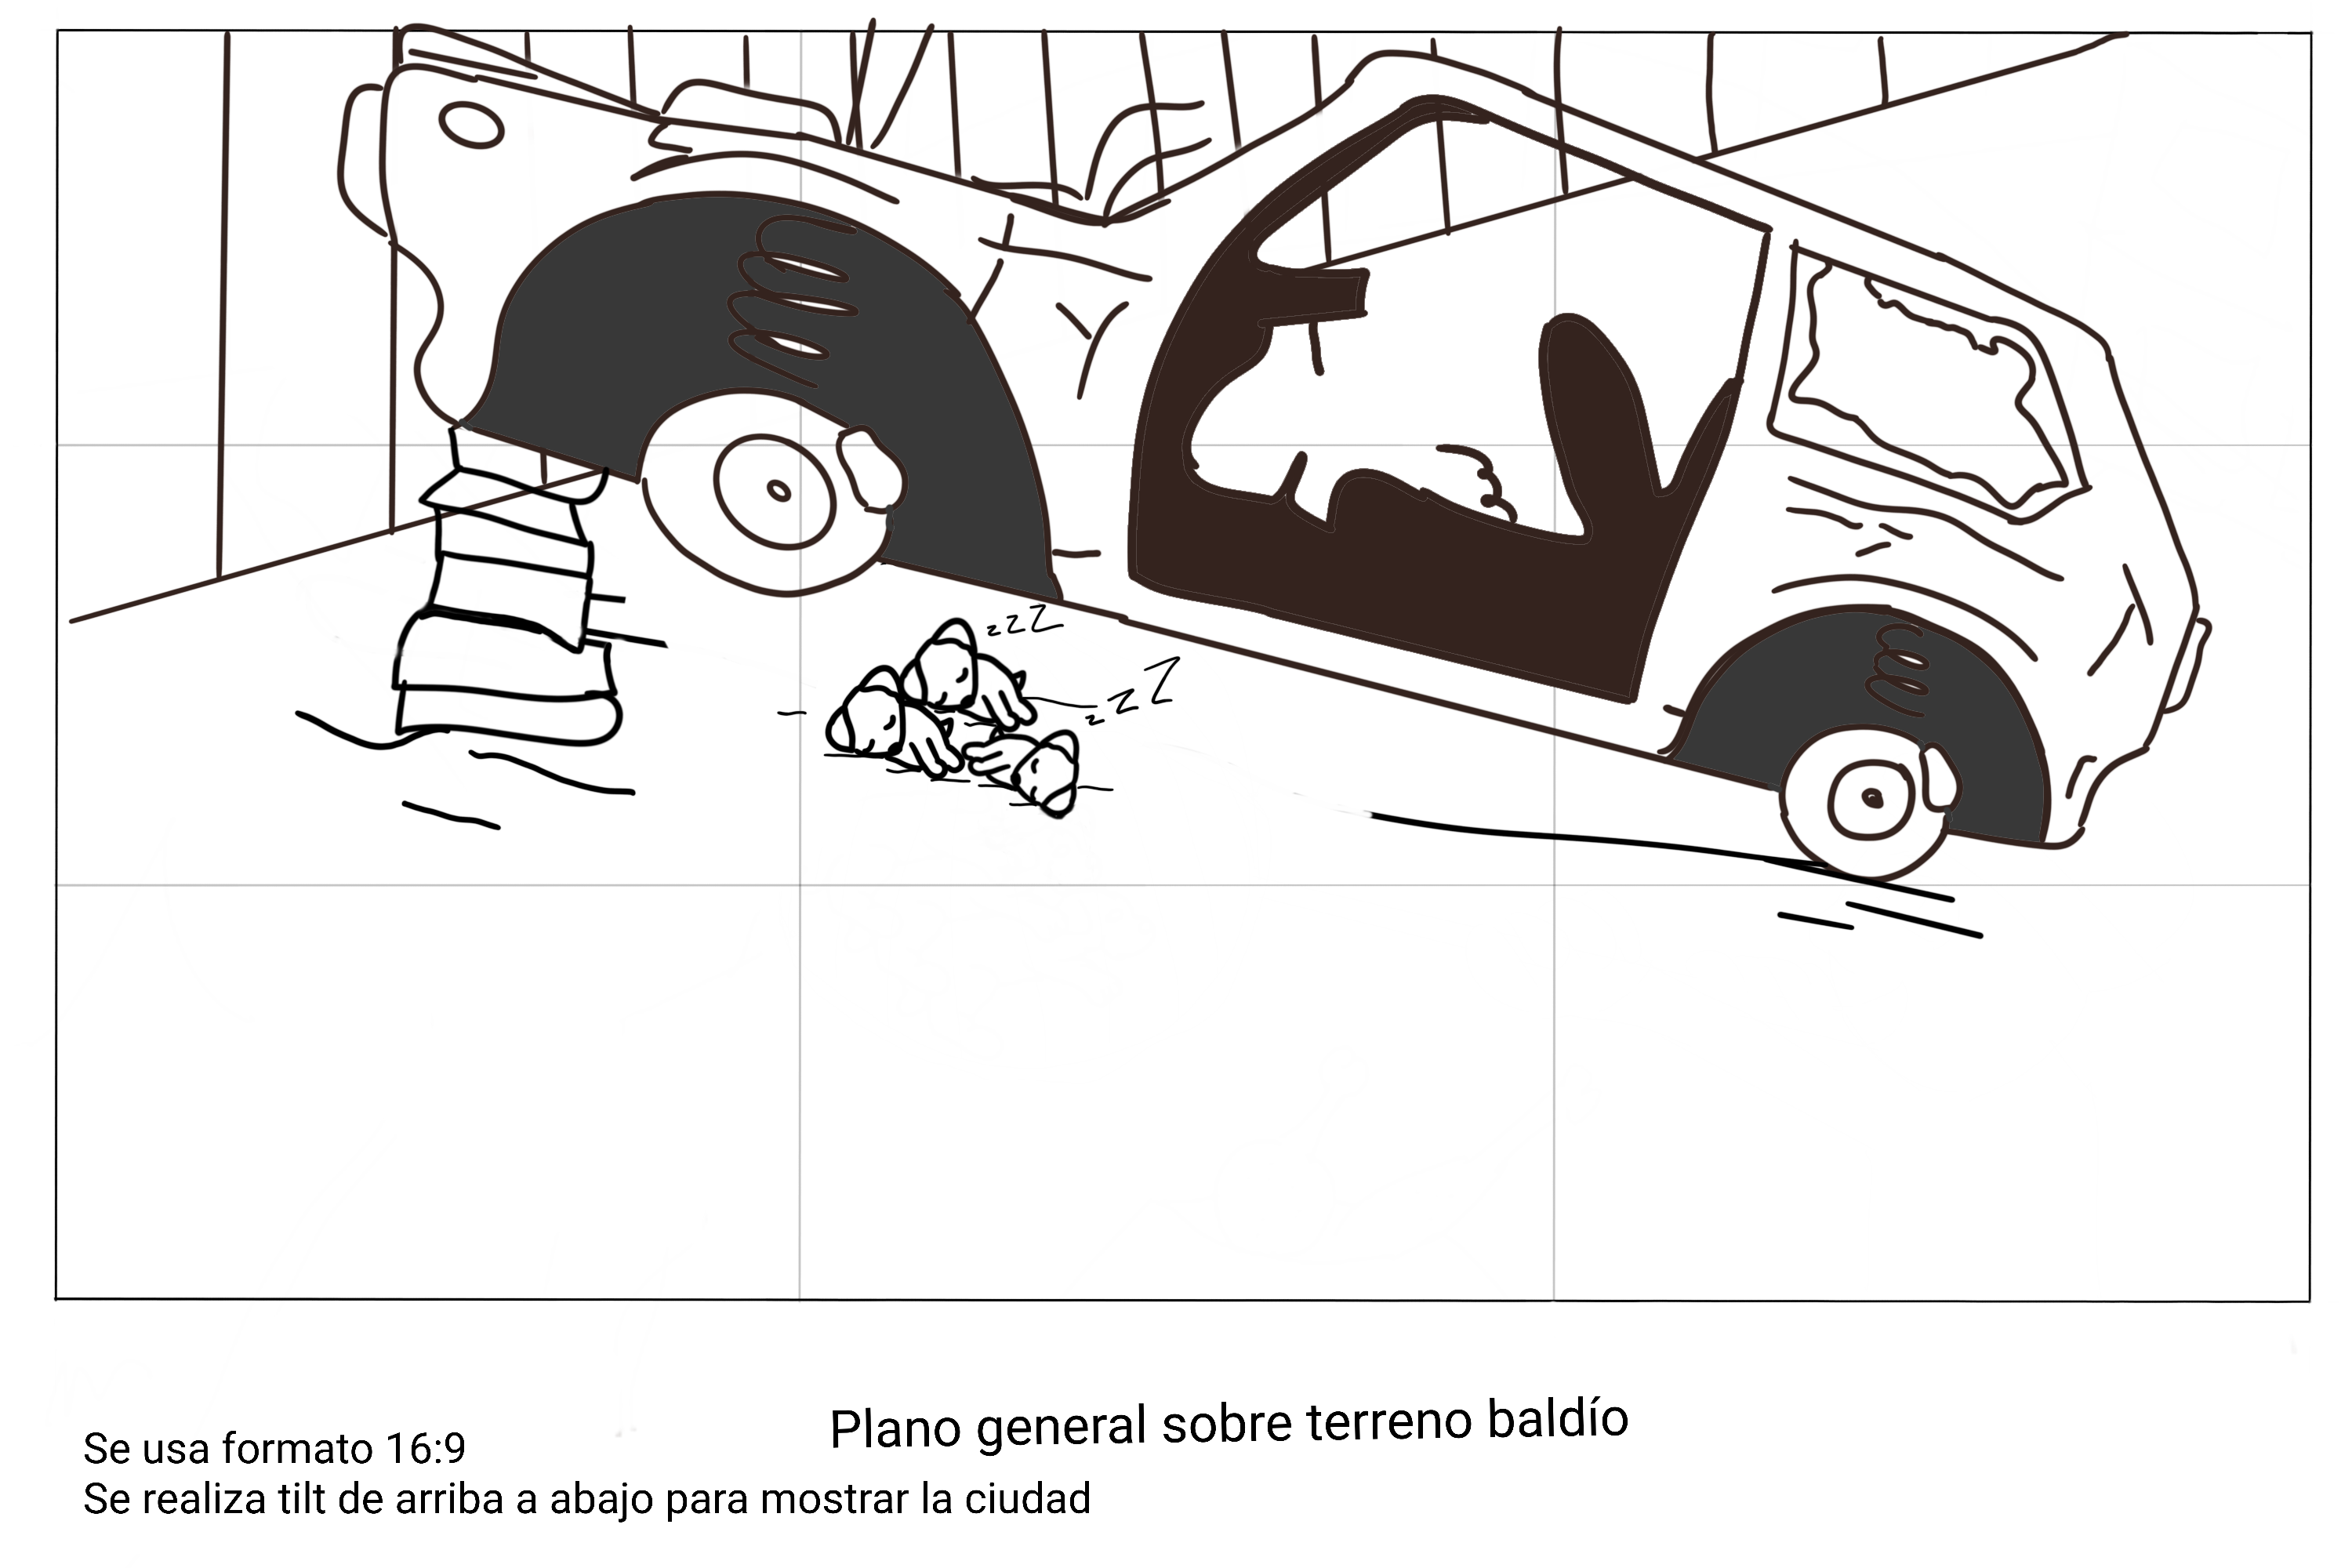 zzZ
zzZ
Plano general sobre terreno baldío
Se usa formato 16:9
Se realiza tilt de arriba a abajo para mostrar la ciudad